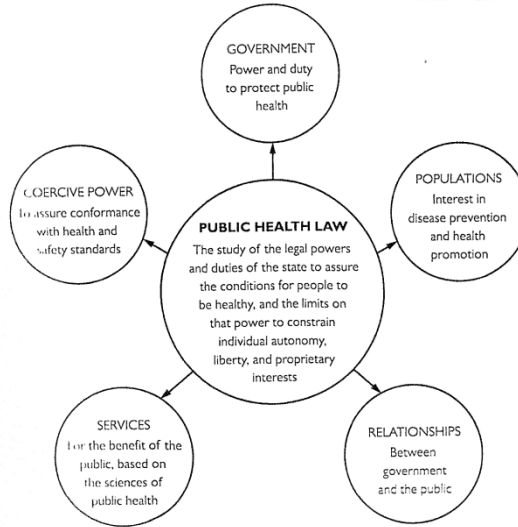 GOVERNMENT
Power and duty
to protect public
health
COERCIVE POWER
To assure conformance
with health and
safety standards
POPULATIONS
Interest in
disease prevention
and health
promotion
PUBLIC HEALTH LAW
The study of the legal powers
and duties of the state to assure
the conditions for people to
be healthy, and the limits on
that power to constrain
individual autonomy,
liberty, and proprietary
interests
SERVICES
For the benefit of the
public, based on
the sciences of
public health
RELATIONSHIPS
Between
government
and the public